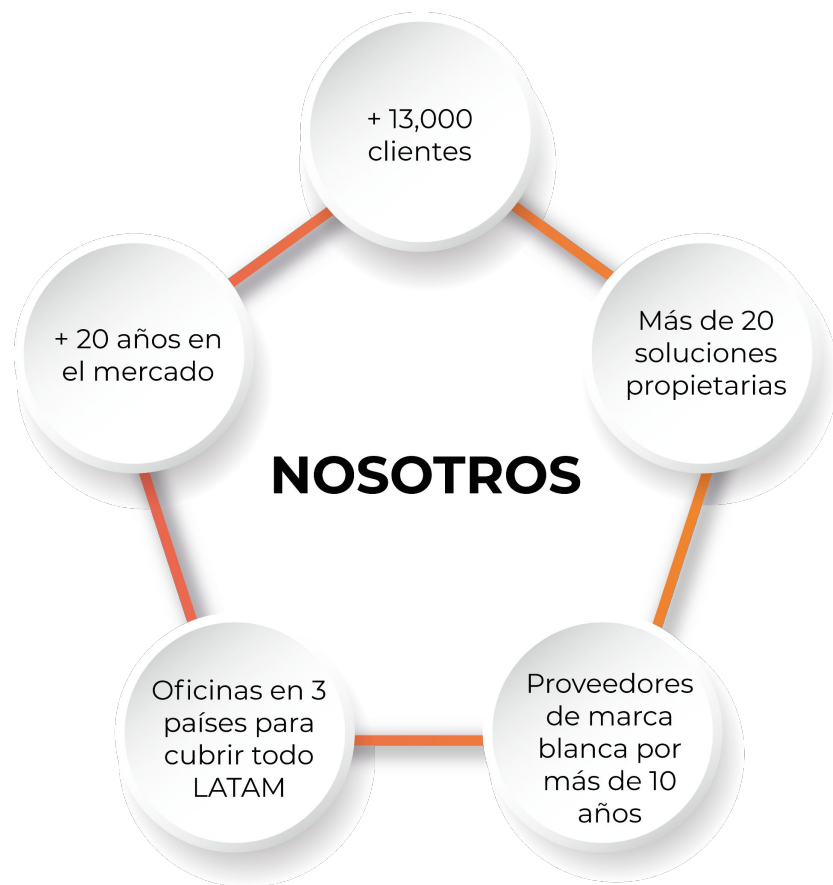 + 13,000
clientes
+ 20 años en
el mercado
Más de 20
soluciones
propietarias
NOSOTROS
Oficinas en 3
países para
cubrir todo
LATAM
Proveedores
de marca
blanca por
más de 10
años